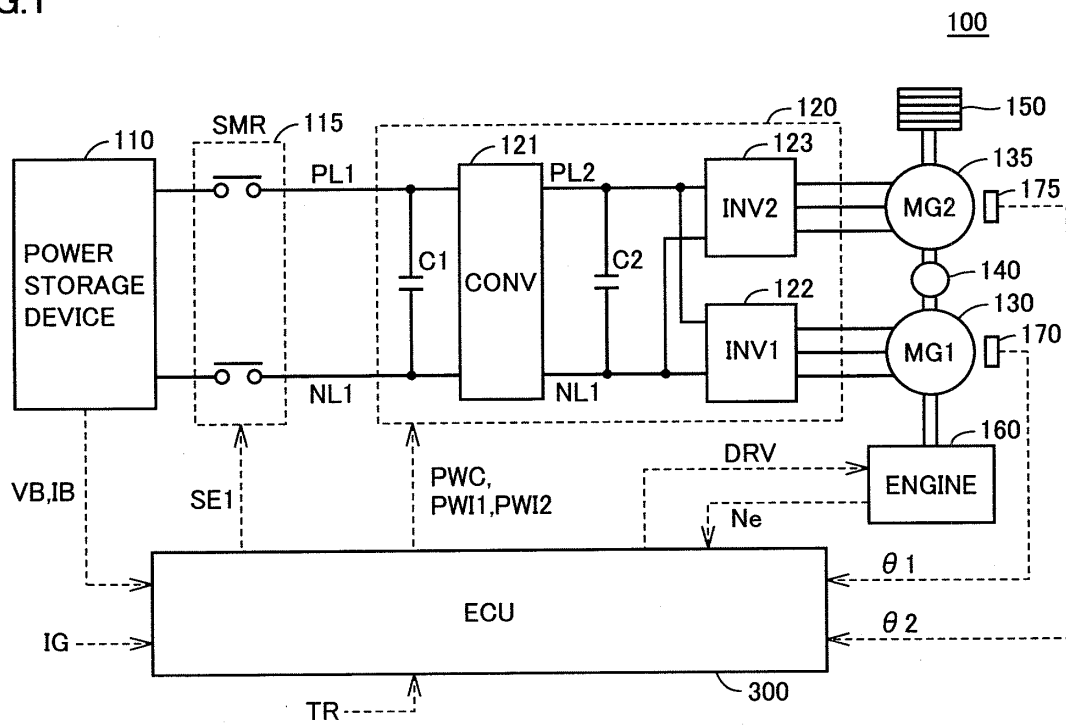 G.1
100
110
SMR
115
120
150
121
123
135
PL1
PL2
175
INV2
MG2
POWER
STORAGE
DEVICE
C1
CONV
C2
140
122
130
170
INV1
MG1
NL1
NL1
160
DRV
ENGINE
VB,IB
SE1
PWC,
PWI1,PWI2
Ne
θ1
ECU
θ2
IG
300
TR